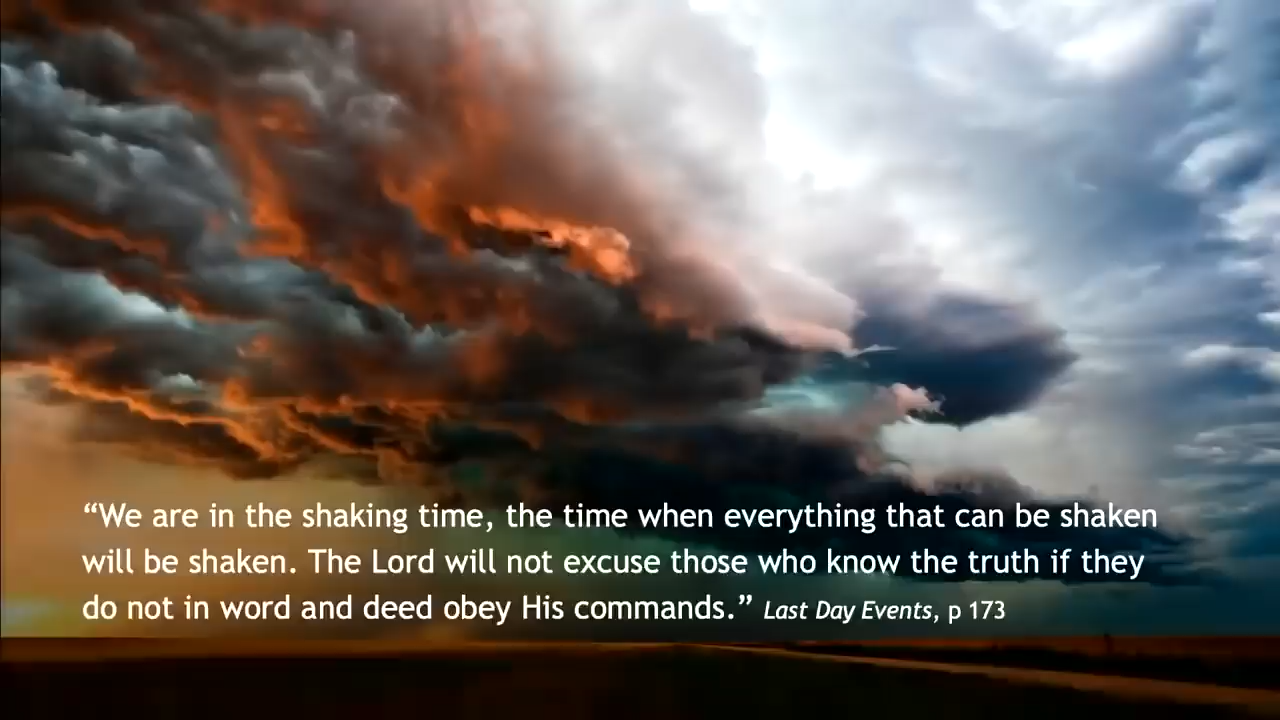 “We are in the shaking time, the time when everything that can be shaken
will be shaken. The Lord will not excuse those who know the truth if they
do not in word and deed obey His commands.” Last Day Events, p 173